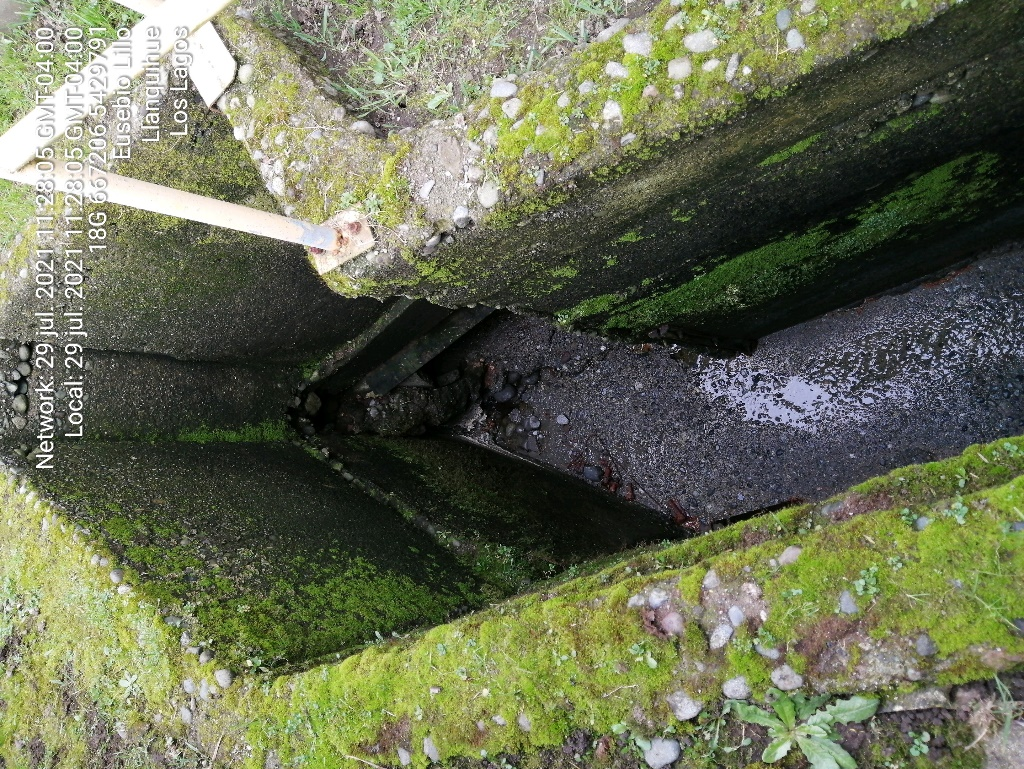 Network: 29 jul. 2021 11:28:05 GMT-04:00
Local: 29 jul. 2021 11:28:05 GMT-04:00
18G 667206 5429791
Eusebio Lillo
Llanquihue
Los Lagos